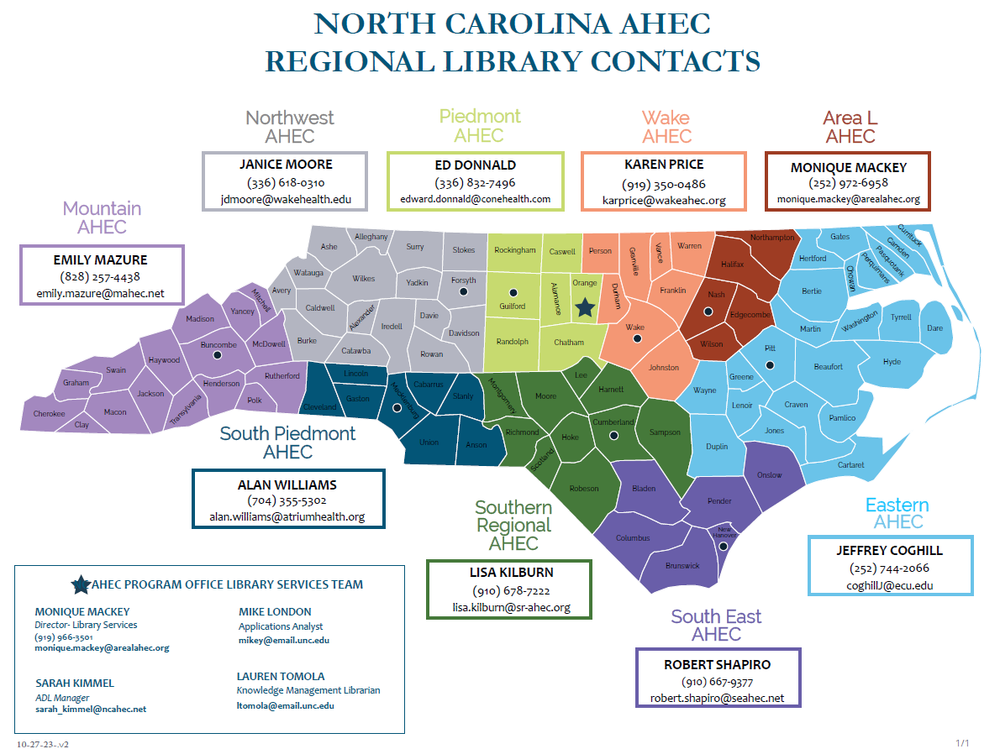 NORTH CAROLINA AHEC
REGIONAL LIBRARY CONTACTS
Northwest
AHEC
JANICE MOORE
(336) 618-0310
jdmoore@wakehealth.edu
Piedmont
AHEC
ED DONNALD
(336) 832-7496
edward.donnald@conehealth.com
Wake
AHEC
KAREN PRICE
(919) 350-0486
karprice@wakeahec.org
Area L
AHEC
MONIQUE MACKEY
(252) 972-6958
monique.mackey@arealahec.org
Mountain
AHEC
EMILY MAZURE
(828) 257-4438
emily.mazure@mahec.net
Ashe
Alleghany
Surry
Stokes
Rockingham
Caswell
Person
Granville
Vance
Warren
Northampton
Halifax
Hertford
Gates
Currituck
Camden
Pasquotank
Perquimans
Chowan
Watauga
Wilkes
Yadkin
Forsyth
Guilford
Alamance
Orange
Durham
Franklin
Nash
Edgecombe
Bertie
Avery
Mitchell
Yancey
Madison
Caldwell
Alexander
Iredell
Davie
Davidson
Randolph
Chatham
Wake
Wilson
Martin
Washington
Tyrrell
Dare
Buncombe
McDowell
Burke
Catawba
Rowan
Johnston
Pitt
Beaufort
Hyde
Haywood
Swain
Graham
Rutherford
Henderson
Jackson
Transylvania
Polk
Cherokee
Macon
Clay
Cleveland
Lincoln
Gaston
Mecklenburg
Cabarrus
Stanly
Union
Anson
Montgomery
Moore
Lee
Harnett
Richmond
Scotland
Hoke
Cumberland
Sampson
Robeson
Wayne
Greene
Lenoir
Craven
Pamlico
Jones
Duplin
Cartaret
Onslow
Bladen
Pender
Columbus
New
Hanover
Brunswick
South Piedmont
AHEC
ALAN WILLIAMS
(704) 355-5302
alan.williams@atriumhealth.org
Southern
Regional
AHEC
LISA KILBURN
(910) 678-7222
lisa.kilburn@sr-ahec.org
Eastern
AHEC
JEFFREY COGHILL
(252) 744-2066
coghillJ@ecu.edu
South East
AHEC
ROBERT SHAPIRO
(910) 667-9377
robert.shapiro@seahec.net
AHEC PROGRAM OFFICE LIBRARY SERVICES TEAM
MONIQUE MACKEY
Director- Library Services
(919) 966-3501
monique.mackey@arealahec.org
MIKE LONDON
Applications Analyst
mikey@email.unc.edu
SARAH KIMMEL
ADL Manager
sarah_kimmel@ncahec.net
LAUREN TOMOLA
Knowledge Management Librarian
ltomola@email.unc.edu
10-27-23-.v2
1/1